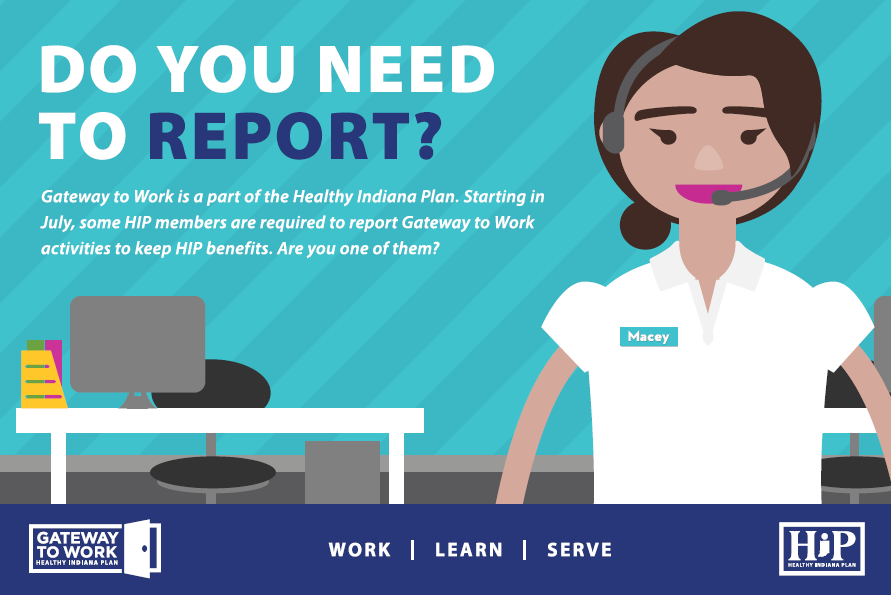 DO YOU NEED
TO REPORT?
Gateway to Work is a part of the Healthy Indiana Plan. Starting in
July, some HIP members are required to report Gateway to Work
activities to keep HIP benefits. Are you one of them?
Macey
GATEWAY
TO WORK
HEALTHY INDIANA PLAN
WORK | LEARN | SERVE
HIP
HEALTHY INDIANA PLAN